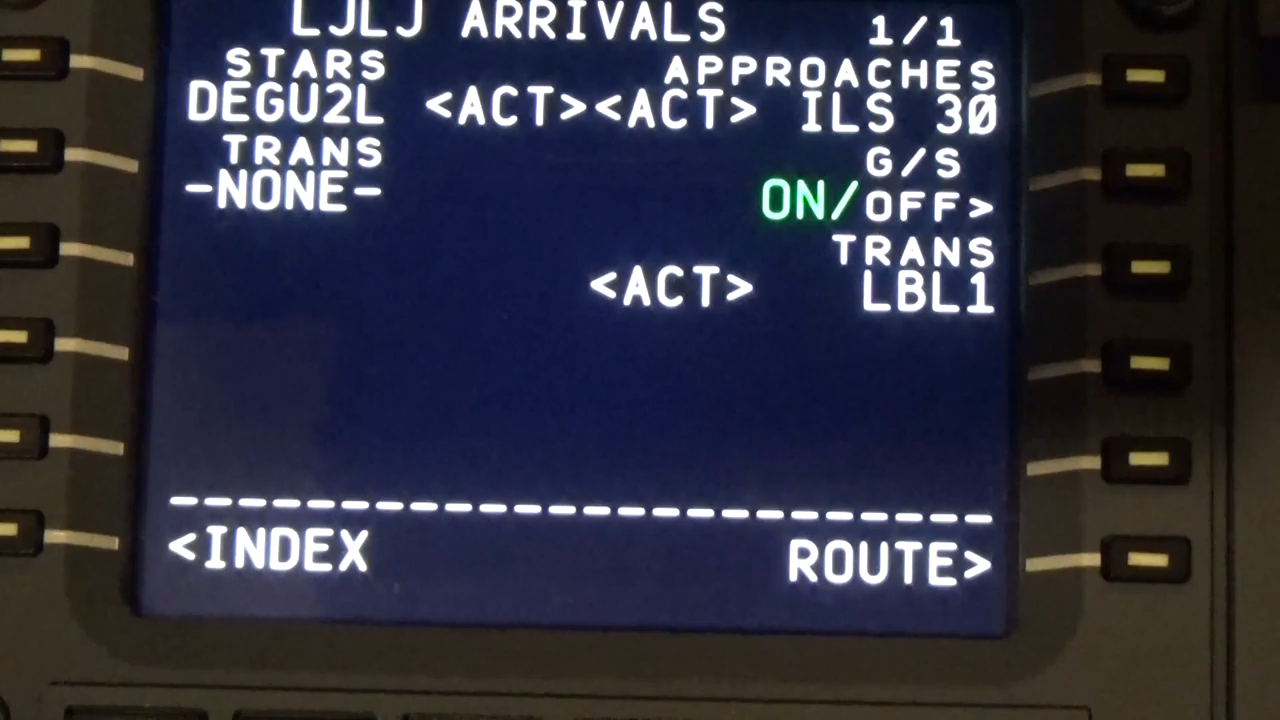 LJLJ ARRIVALS 1/1
STARS APPROACHES
DEGU2L <ACT><ACT> ILS 30
TRANS G/S
-NONE- ON/OFF>
TRANS
<ACT> LBL1
<INDEX ROUTE>